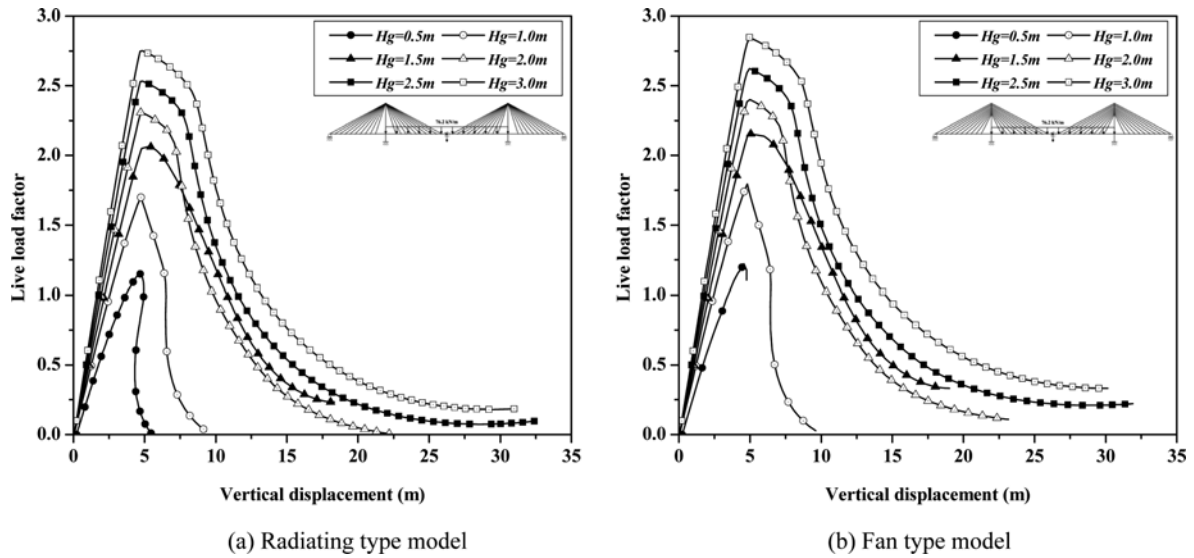 3.0
2.5
2.0
1.5
1.0
0.5
0.0
Live load factor
Hg=0.5m Hg=1.0m
Hg=1.5m Hg=2.0m
Hg=2.5m Hg=3.0m
0 5 10 15 20 25 30 35
Vertical displacement (m)
(a) Radiating type model
3.0
2.5
2.0
1.5
1.0
0.5
0.0
Live load factor
Hg=0.5m Hg=1.0m
Hg=1.5m Hg=2.0m
Hg=2.5m Hg=3.0m
0 5 10 15 20 25 30 35
Vertical displacement (m)
(b) Fan type model